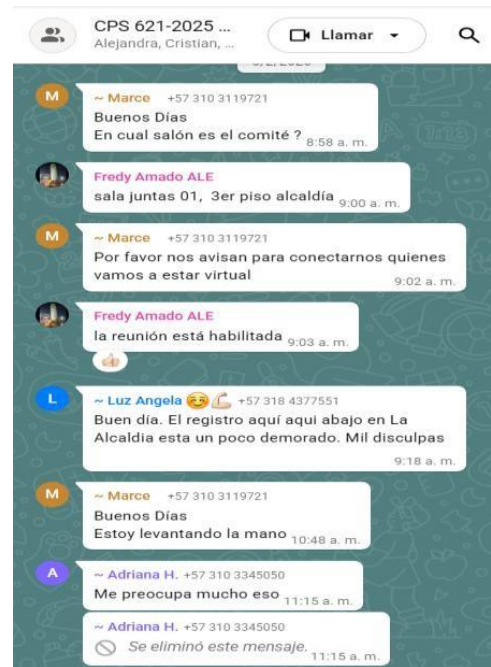 CPS 621-2025 ...
Alejandra, Cristian, ...
Llamar
M
~ Marce +57 310 3119721
Buenos Días
En cual salón es el comité ? 8:58 a. m.
Fredy Amado ALE
sala juntas 01, 3er piso alcaldía 9:00 a. m.
M
~ Marce +57 310 3119721
Por favor nos avisan para conectarnos quienes
vamos a estar virtual 9:02 a. m.
Fredy Amado ALE
la reunión está habilitada 9:03 a. m.
L
~ Luz Angela +57 318 4377551
Buen día. El registro aquí aqui abajo en La
Alcaldia esta un poco demorado. Mil disculpas
9:18 a. m.
M
~ Marce +57 310 3119721
Buenos Días
Estoy levantando la mano 10:48 a. m.
A
~ Adriana H. +57 310 3345050
Me preocupa mucho eso 11:15 a. m.
~ Adriana H. +57 310 3345050
Se eliminó este mensaje. 11:15 a. m.